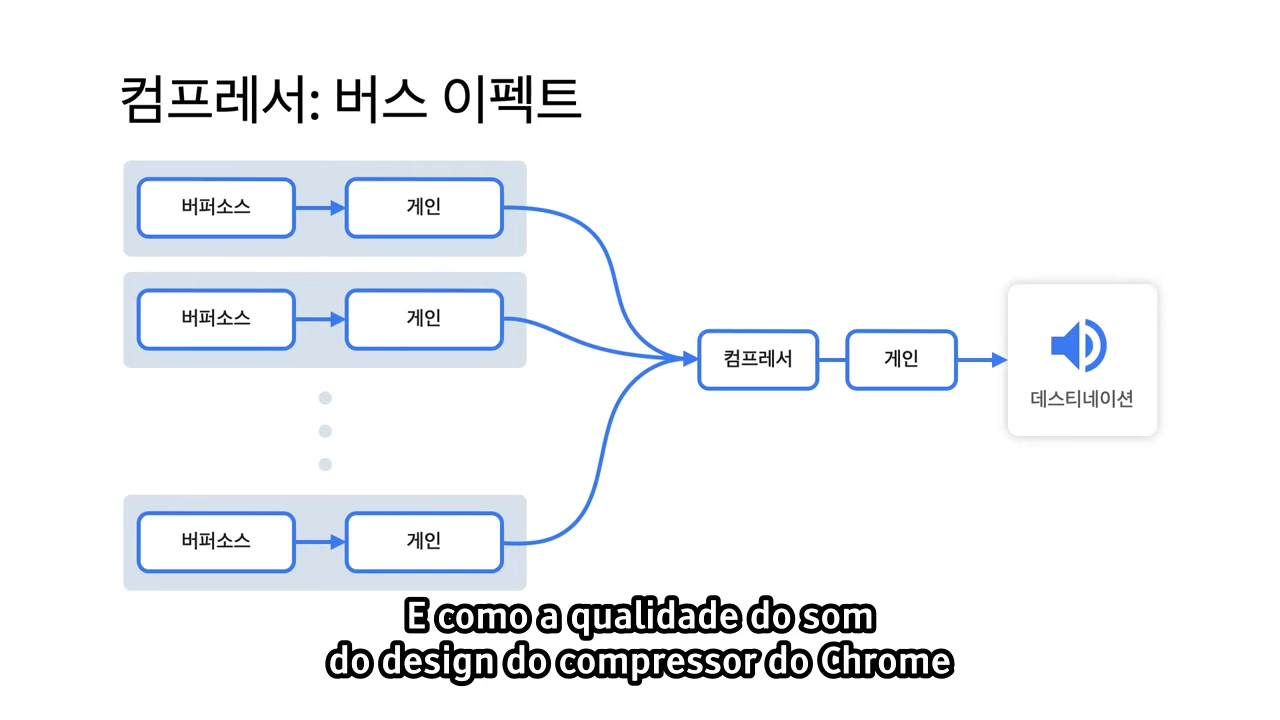 컴프레서: 버스 이펙트
버퍼소스
게인
버퍼소스
게인
컴프레서
게인
데스티네이션
버퍼소스
게인
E como a qualidade do som
do design do compressor do Chrome